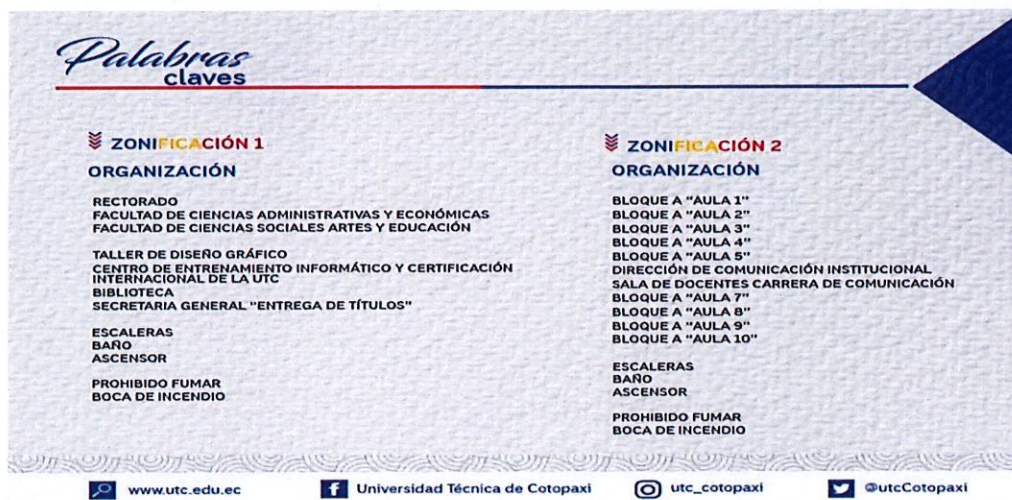 Palabras
claves
ZONIFICACIÓN 1
ORGANIZACIÓN
RECTORADO
FACULTAD DE CIENCIAS ADMINISTRATIVAS Y ECONÓMICAS
FACULTAD DE CIENCIAS SOCIALES ARTES Y EDUCACIÓN
TALLER DE DISEÑO GRÁFICO
CENTRO DE ENTRENAMIENTO INFORMÁTICO Y CERTIFICACIÓN
INTERNACIONAL DE LA UTC
BIBLIOTECA
SECRETARIA GENERAL "ENTREGA DE TÍTULOS"
ESCALERAS
BAÑO
ASCENSOR
PROHIBIDO FUMAR
BOCA DE INCENDIO
ZONIFICACIÓN 2
ORGANIZACIÓN
BLOQUE A "AULA 1"
BLOQUE A "AULA 2"
BLOQUE A "AULA 3"
BLOQUE A "AULA 4"
BLOQUE A "AULA 5"
DIRECCIÓN DE COMUNICACIÓN INSTITUCIONAL
SALA DE DOCENTES CARRERA DE COMUNICACIÓN
BLOQUE A "AULA 7"
BLOQUE A "AULA 8"
BLOQUE A "AULA 9"
BLOQUE A "AULA 10"
ESCALERAS
BAÑO
ASCENSOR
PROHIBIDO FUMAR
BOCA DE INCENDIO
www.utc.edu.ec
Universidad Técnica de Cotopaxi
utc_cotopaxi
@utcCotopaxi